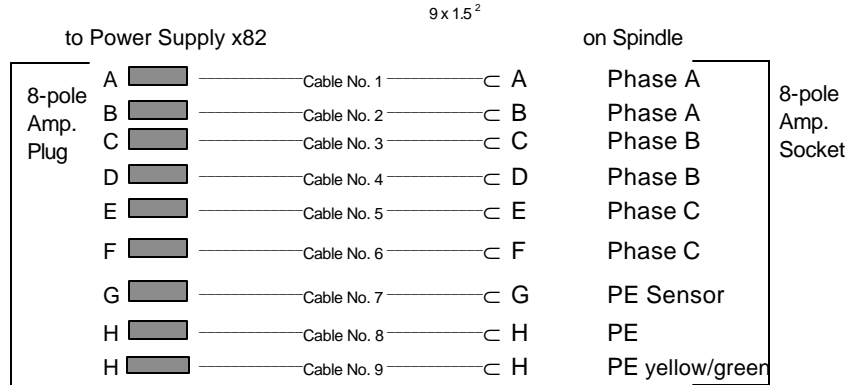 9 x 1.5 ²
to Power Supply x82 on Spindle
8-pole
Amp.
Plug
A Cable No. 1 A Phase A
B Cable No. 2 B Phase A
C Cable No. 3 C Phase B
D Cable No. 4 D Phase B
E Cable No. 5 E Phase C
F Cable No. 6 F Phase C
G Cable No. 7 G PE Sensor
H Cable No. 8 H PE
H Cable No. 9 H PE yellow/green
8-pole
Amp.
Socket